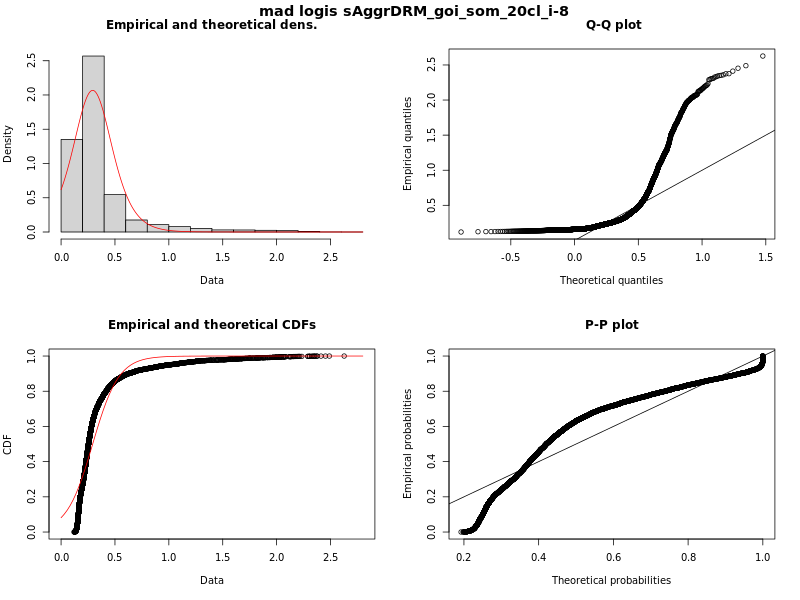 mad logis sAggrDRM_goi_som_20cl_i-8
Empirical and theoretical dens.
Density
0.0 0.5 1.0 1.5 2.0 2.5
0.0 0.5 1.0 1.5 2.0 2.5
Data
Q-Q plot
Empirical quantiles
0.5 1.0 1.5 2.0 2.5
-0.5 0.0 0.5 1.0 1.5
Theoretical quantiles
Empirical and theoretical CDFs
CDF
0.0 0.2 0.4 0.6 0.8 1.0
0.0 0.5 1.0 1.5 2.0 2.5
Data
P-P plot
Empirical probabilities
0.0 0.2 0.4 0.6 0.8 1.0
0.2 0.4 0.6 0.8 1.0
Theoretical probabilities